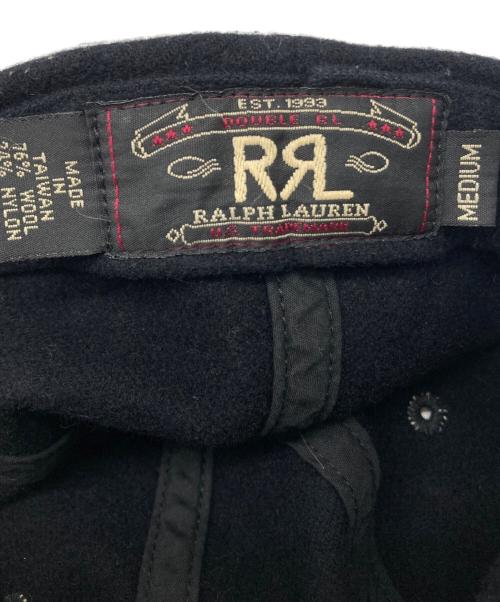 EST. 1993
DOUBLE RL
RRL
RALPH LAUREN
U.S. TRADEMARK
MADE
IN
TAIWAN
76% WOOL
24% NYLON
MEDIUM